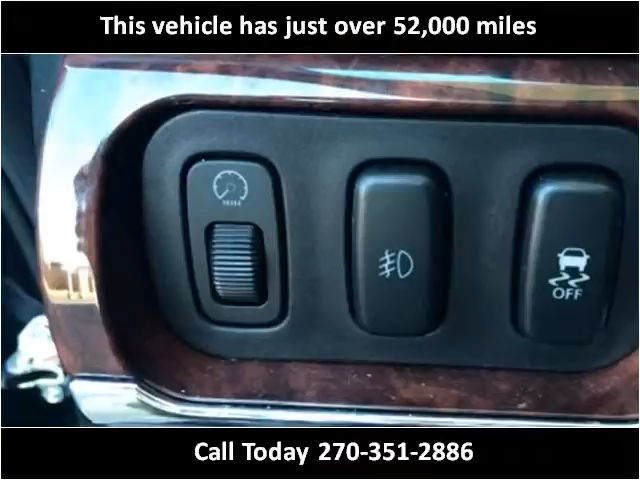 This vehicle has just over 52,000 miles
OFF
Call Today 270-351-2886